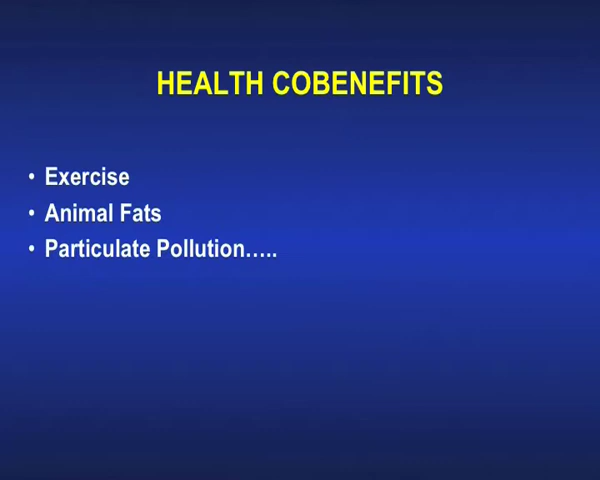 HEALTH COBENEFITS
• Exercise
• Animal Fats
• Particulate Pollution…..